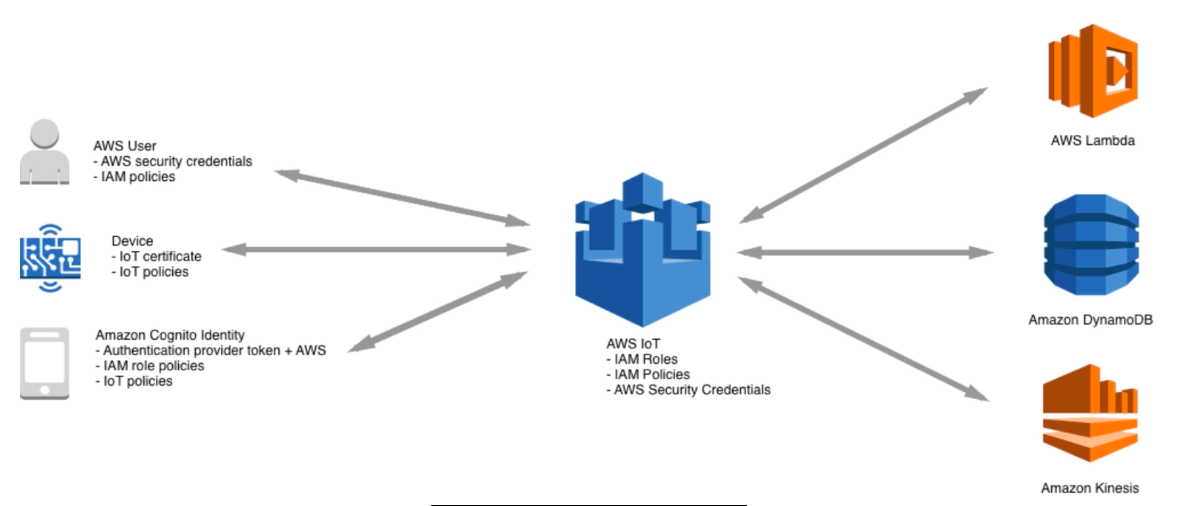 AWS User
- AWS security credentials
- IAM policies
Device
- IoT certificate
- IoT policies
Amazon Cognito Identity
- Authentication provider token + AWS
- IAM role policies
- IoT policies
AWS IoT
- IAM Roles
- IAM Policies
- AWS Security Credentials
AWS Lambda
Amazon DynamoDB
Amazon Kinesis